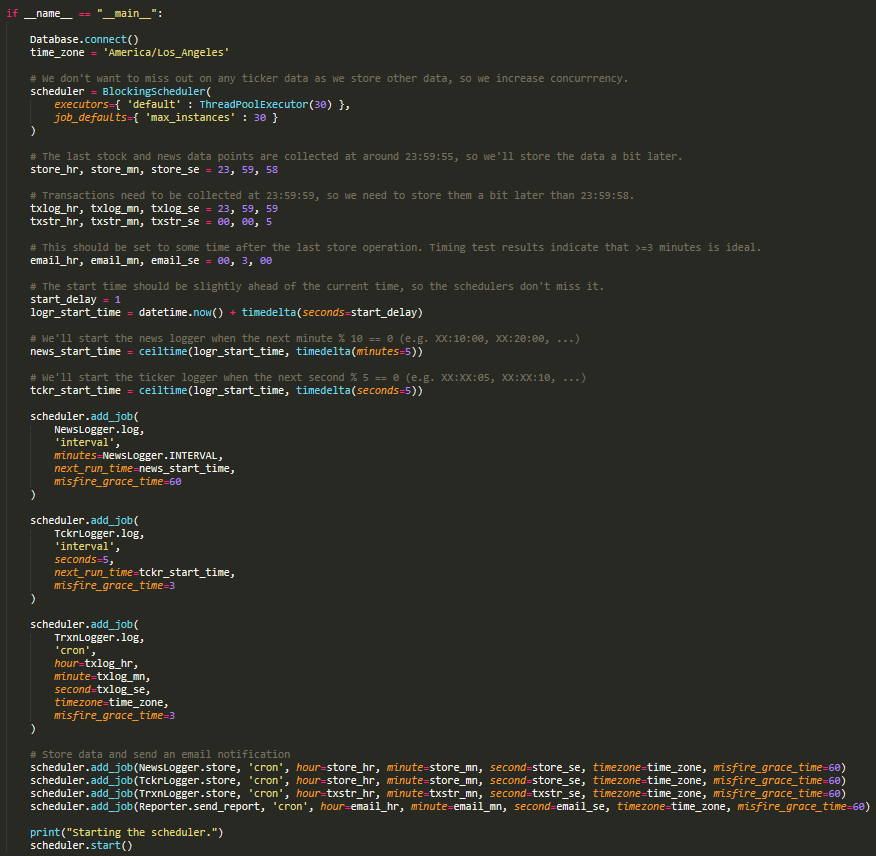 if __name__ == "__main__":
Database.connect()
time_zone = 'America/Los_Angeles'
# We don't want to miss out on any ticker data as we store other data, so we increase concurrrency.
scheduler = BlockingScheduler(
executors={ 'default' : ThreadPoolExecutor(30) },
job_defaults={ 'max_instances' : 30 }
)
# The last stock and news data points are collected at around 23:59:55, so we'll store the data a bit later.
store_hr, store_mn, store_se = 23, 59, 58
# Transactions need to be collected at 23:59:59, so we need to store them a bit later than 23:59:58.
txlog_hr, txlog_mn, txlog_se = 23, 59, 59
txstr_hr, txstr_mn, txstr_se = 00, 00, 5
# This should be set to some time after the last store operation. Timing test results indicate that >=3 minutes is ideal.
email_hr, email_mn, email_se = 00, 3, 00
# The start time should be slightly ahead of the current time, so the schedulers don't miss it.
start_delay = 1
logr_start_time = datetime.now() + timedelta(seconds=start_delay)
# We'll start the news logger when the next minute % 10 == 0 (e.g. XX:10:00, XX:20:00, ...)
news_start_time = ceiltime(logr_start_time, timedelta(minutes=5))
# We'll start the ticker logger when the next second % 5 == 0 (e.g. XX:XX:05, XX:XX:10, ...)
tckr_start_time = ceiltime(logr_start_time, timedelta(seconds=5))
scheduler.add_job(
NewsLogger.log,
'interval',
minutes=NewsLogger.INTERVAL,
next_run_time=news_start_time,
misfire_grace_time=60
)
scheduler.add_job(
TckrLogger.log,
'interval',
seconds=5,
next_run_time=tckr_start_time,
misfire_grace_time=3
)
scheduler.add_job(
TrxnLogger.log,
'cron',
hour=txlog_hr,
minute=txlog_mn,
second=txlog_se,
timezone=time_zone,
misfire_grace_time=3
)
# Store data and send an email notification
scheduler.add_job(NewsLogger.store, 'cron', hour=store_hr, minute=store_mn, second=store_se, timezone=time_zone, misfire_grace_time=60)
scheduler.add_job(TckrLogger.store, 'cron', hour=store_hr, minute=store_mn, second=store_se, timezone=time_zone, misfire_grace_time=60)
scheduler.add_job(TrxnLogger.store, 'cron', hour=txstr_hr, minute=txstr_mn, second=txstr_se, timezone=time_zone, misfire_grace_time=60)
scheduler.add_job(Reporter.send_report, 'cron', hour=email_hr, minute=email_mn, second=email_se, timezone=time_zone, misfire_grace_time=60)
print("Starting the scheduler.")
scheduler.start()